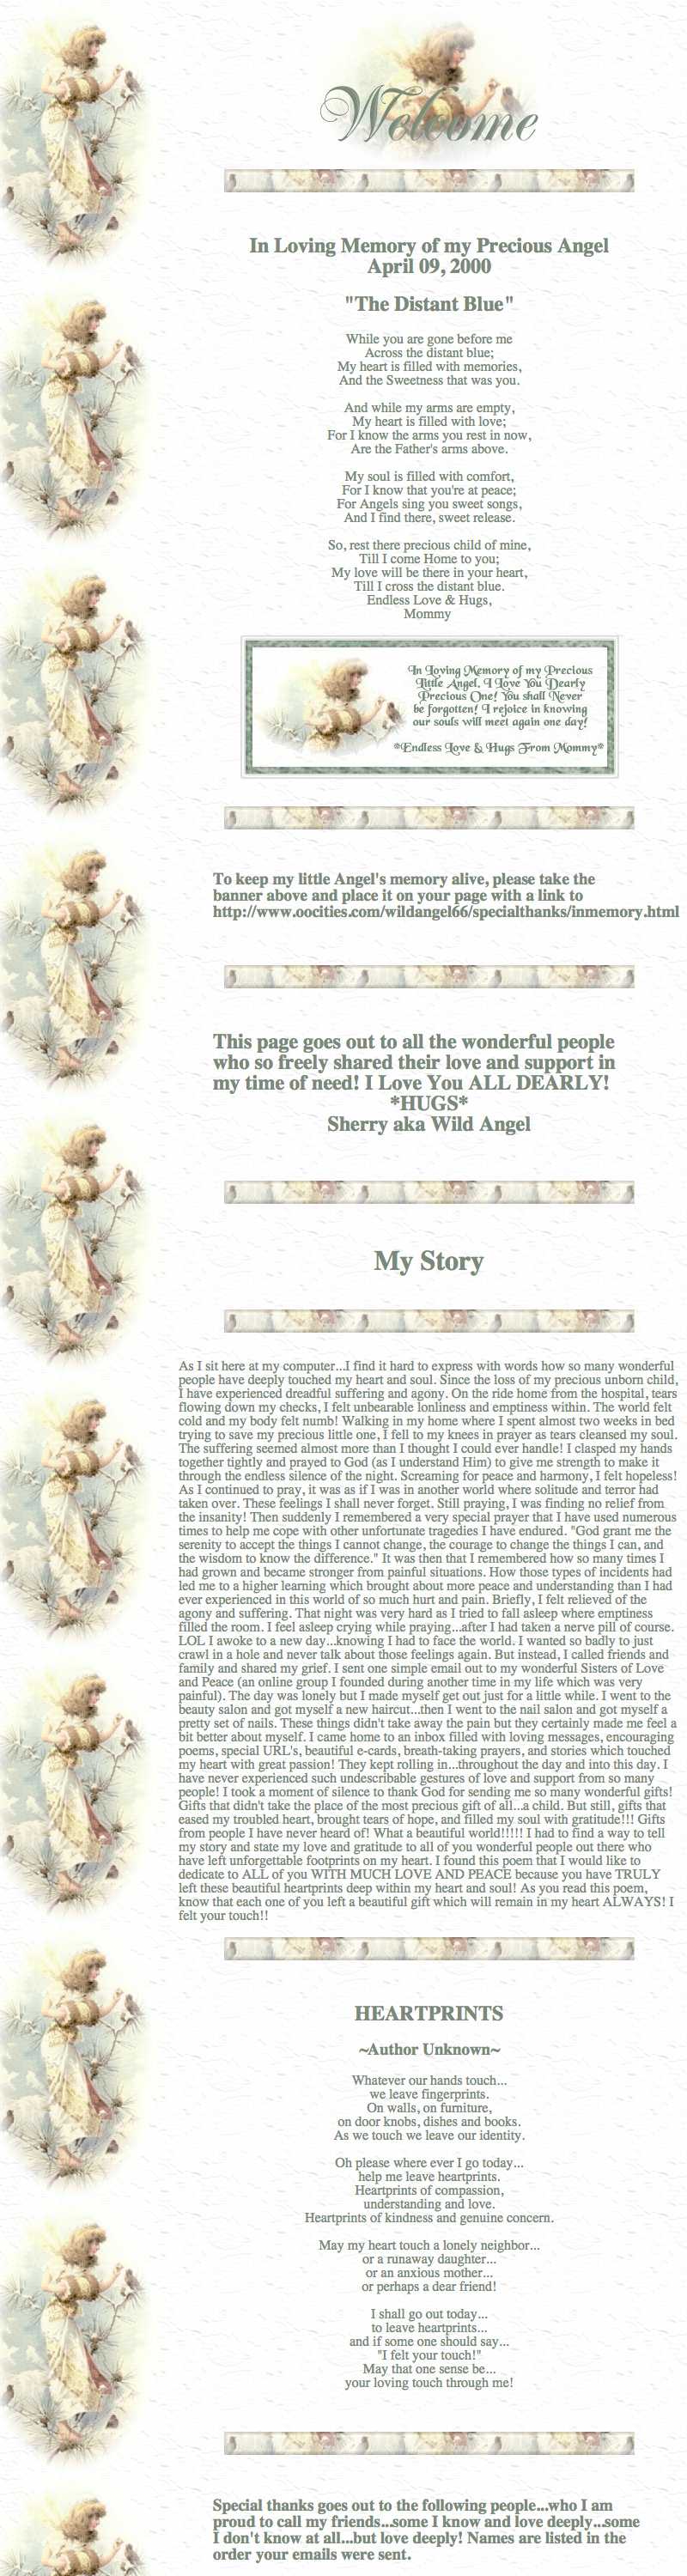 Welcome
In Loving Memory of my Precious Angel
April 09, 2000
"The Distant Blue"
While you are gone before me
Across the distant blue;
My heart is filled with memories,
And the Sweetness that was you.
And while my arms are empty,
My heart is filled with love;
For I know the arms you rest in now,
Are the Father's arms above.
My soul is filled with comfort,
For I know that you're at peace;
For Angels sing you sweet songs,
And I find there, sweet release.
So, rest there precious child of mine,
Till I come Home to you;
My love will be there in your heart,
Till I cross the distant blue.
Endless Love & Hugs,
Mommy
In Loving Memory of my Precious
Little Angel, I Love You Dearly
Precious One! You shall Never
be forgotten! I rejoice in knowing
our souls will meet again one day!
*Endless Love & Hugs From Mommy*
To keep my little Angel's memory alive, please take the
banner above and place it on your page with a link to
http://www.oocities.com/wildangel66/specialthanks/inmemory.html
This page goes out to all the wonderful people
who so freely shared their love and support in
my time of need! I Love You ALL DEARLY!
*HUGS*
Sherry aka Wild Angel
My Story
As I sit here at my computer...I find it hard to express with words how so many wonderful
people have deeply touched my heart and soul. Since the loss of my precious unborn child,
I have experienced dreadful suffering and agony. On the ride home from the hospital, tears
flowing down my checks, I felt unbearable lonliness and emptiness within. The world felt
cold and my body felt numb! Walking in my home where I spent almost two weeks in bed
trying to save my precious little one, I fell to my knees in prayer as tears cleansed my soul.
The suffering seemed almost more than I thought I could ever handle! I clasped my hands
together tightly and prayed to God (as I understand Him) to give me strength to make it
through the endless silence of the night. Screaming for peace and harmony, I felt hopeless!
As I continued to pray, it was as if I was in another world where solitude and terror had
taken over. These feelings I shall never forget. Still praying, I was finding no relief from
the insanity! Then suddenly I remembered a very special prayer that I have used numerous
times to help me cope with other unfortunate tragedies I have endured. "God grant me the
serenity to accept the things I cannot change, the courage to change the things I can, and
the wisdom to know the difference." It was then that I remembered how so many times I
had grown and became stronger from painful situations. How those types of incidents had
led me to a higher learning which brought about more peace and understanding than I had
ever experienced in this world of so much hurt and pain. Briefly, I felt relieved of the
agony and suffering. That night was very hard as I tried to fall asleep where emptiness
filled the room. I feel asleep crying while praying...after I had taken a nerve pill of course.
LOL I awoke to a new day...knowing I had to face the world. I wanted so badly to just
crawl in a hole and never talk about those feelings again. But instead, I called friends and
family and shared my grief. I sent one simple email out to my wonderful Sisters of Love
and Peace (an online group I founded during another time in my life which was very
painful). The day was lonely but I made myself get out just for a little while. I went to the
beauty salon and got myself a new haircut...then I went to the nail salon and got myself a
pretty set of nails. These things didn't take away the pain but they certainly made me feel a
bit better about myself. I came home to an inbox filled with loving messages, encouraging
poems, special URL's, beautiful e-cards, breath-taking prayers, and stories which touched
my heart with great passion! They kept rolling in...throughout the day and into this day. I
have never experienced such undescribable gestures of love and support from so many
people! I took a moment of silence to thank God for sending me so many wonderful gifts!
Gifts that didn't take the place of the most precious gift of all...a child. But still, gifts that
eased my troubled heart, brought tears of hope, and filled my soul with gratitude!!! Gifts
from people I have never heard of! What a beautiful world!!!!! I had to find a way to tell
my story and state my love and gratitude to all of you wonderful people out there who
have left unforgettable footprints on my heart. I found this poem that I would like to
dedicate to ALL of you WITH MUCH LOVE AND PEACE because you have TRULY
left these beautiful heartprints deep within my heart and soul! As you read this poem,
know that each one of you left a beautiful gift which will remain in my heart ALWAYS! I
felt your touch!!
HEARTPRINTS
~Author Unknown~
Whatever our hands touch...
we leave fingerprints.
On walls, on furniture,
on door knobs, dishes and books.
As we touch we leave our identity.
Oh please where ever I go today...
help me leave heartprints.
Heartprints of compassion,
understanding and love.
Heartprints of kindness and genuine concern.
May my heart touch a lonely neighbor...
or a runaway daughter...
or an anxious mother...
or perhaps a dear friend!
I shall go out today...
to leave heartprints...
and if some one should say...
"I felt your touch!"
May that one sense be...
your loving touch through me!
Special thanks goes out to the following people...who I am
proud to call my friends...some I know and love deeply...some
I don't know at all...but love deeply! Names are listed in the
order your emails were sent.